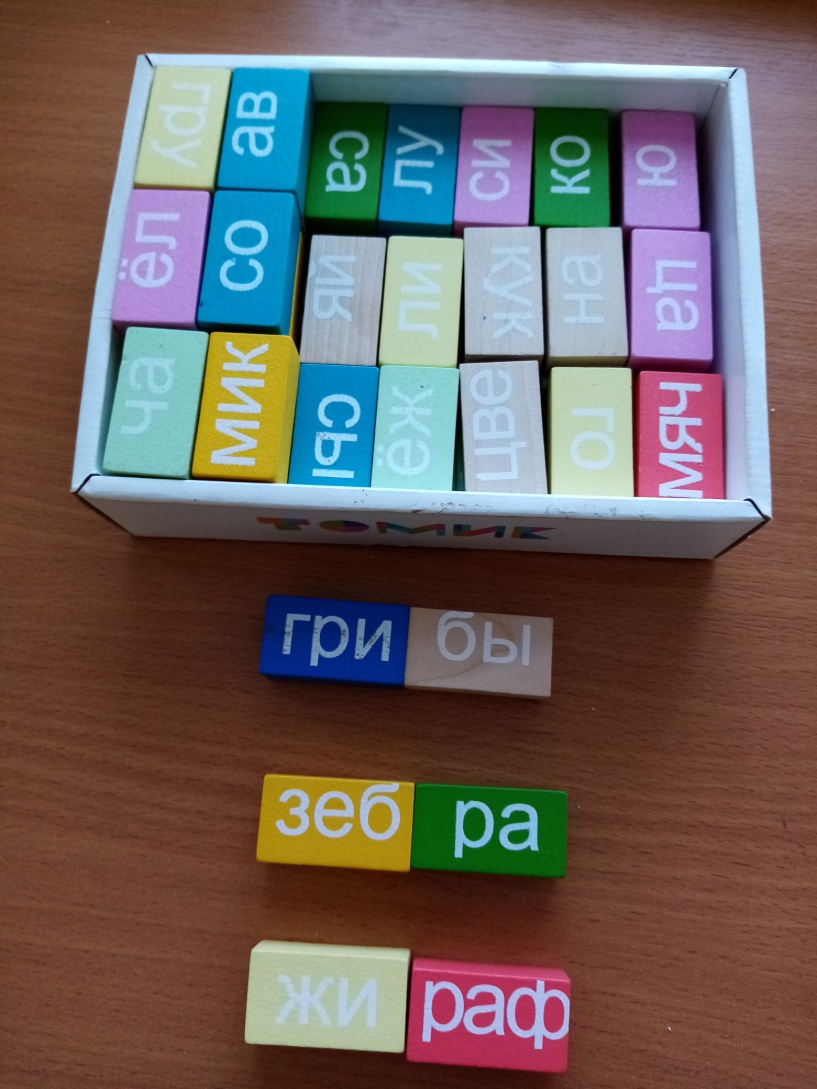 гру ав са лу си ко ю
ёл со яй ли кук на ца
ча мик сы ёж цве го мяч
ТОМИК
гри бы
зеб ра
жи раф